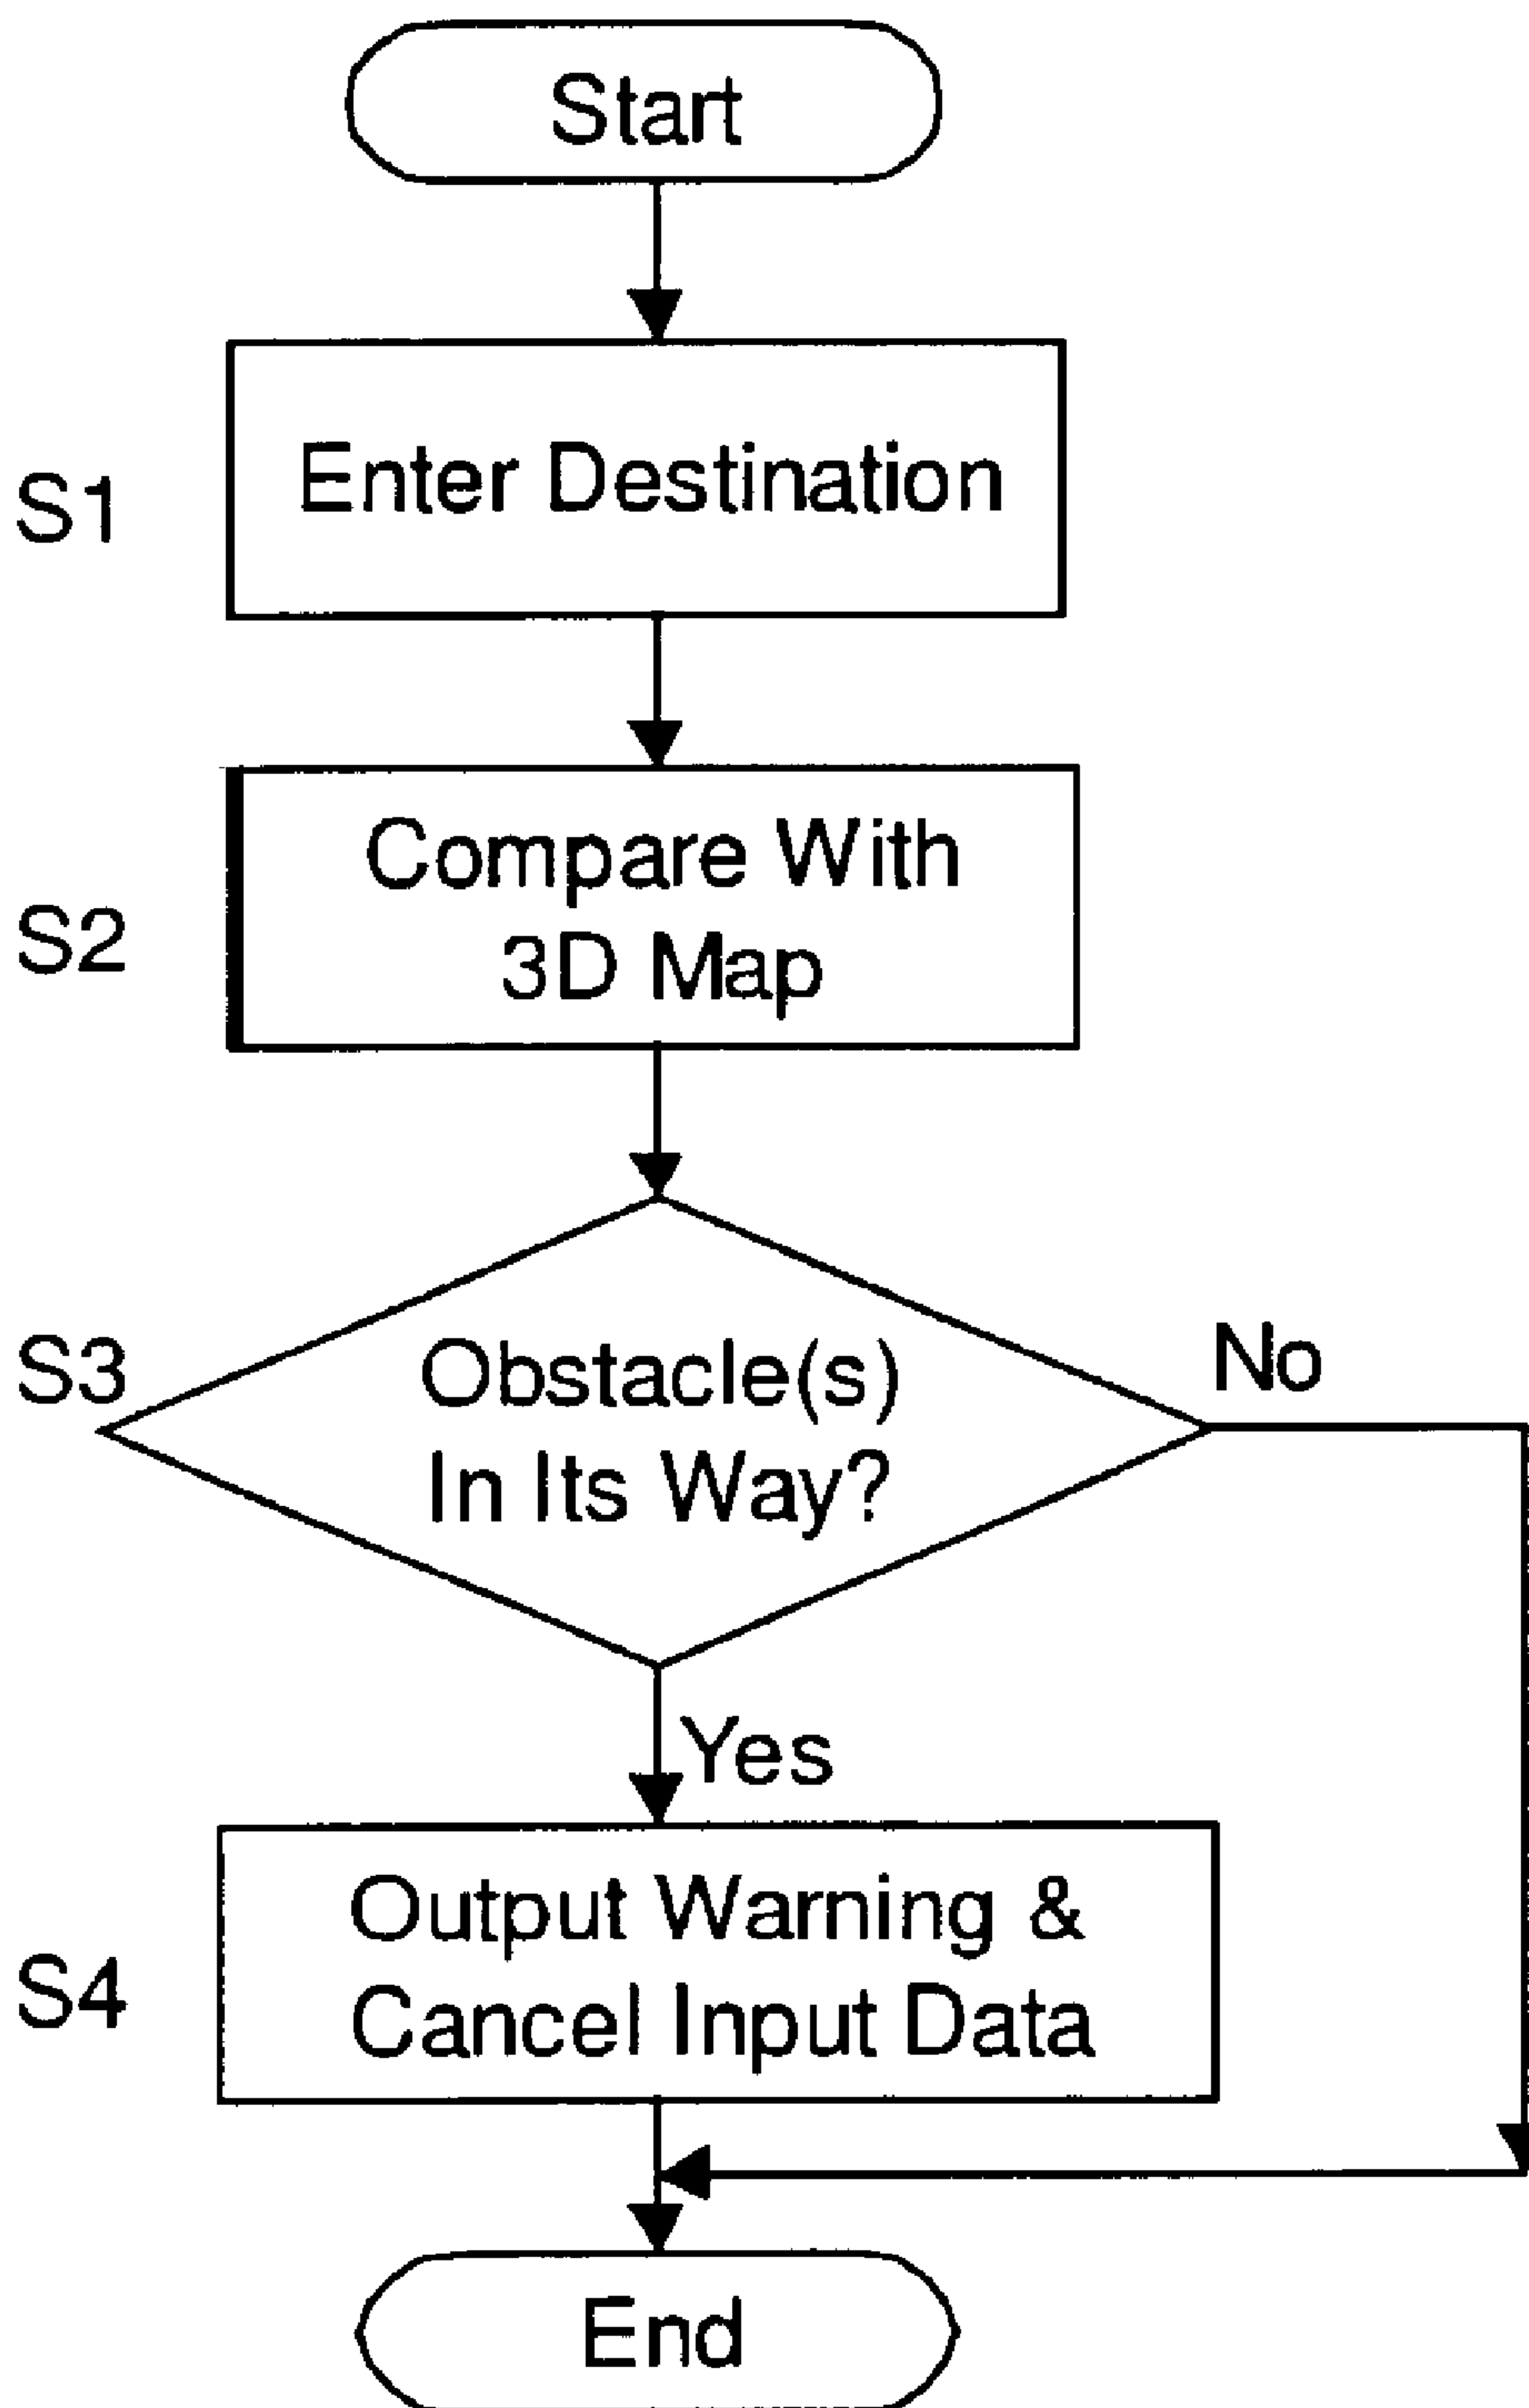 Start
S1
Enter Destination
S2
Compare With
3D Map
S3
Obstacle(s)
In Its Way?
No
Yes
S4
Output Warning &
Cancel Input Data
End